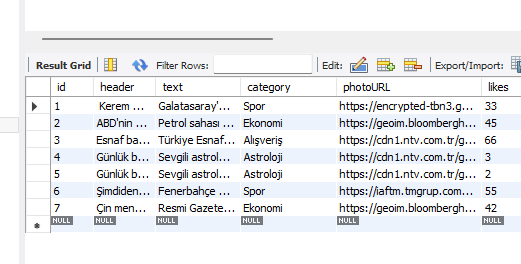 Result Grid Filter Rows: Edit: Export/Import:
id header text category photoURL likes
1 Kerem ... Galatasaray'... Spor https://encrypted-tbn3.g... 33
2 ABD'nin ... Petrol sahası ... Ekonomi https://geoim.bloombergh... 45
3 Esnaf ba... Türkiye Esnaf... Alışveriş https://cdn1.ntv.com.tr/g... 66
4 Günlük b... Sevgili astrol... Astroloji https://cdn1.ntv.com.tr/g... 3
5 Günlük b... Sevgili astrol... Astroloji https://cdn1.ntv.com.tr/g... 2
6 Şimdiden... Fenerbahçe ... Spor https://iaftm.tmgrup.com... 55
7 Çin men... Resmi Gazete... Ekonomi https://geoim.bloombergh... 42
NULL NULL NULL NULL NULL NULL